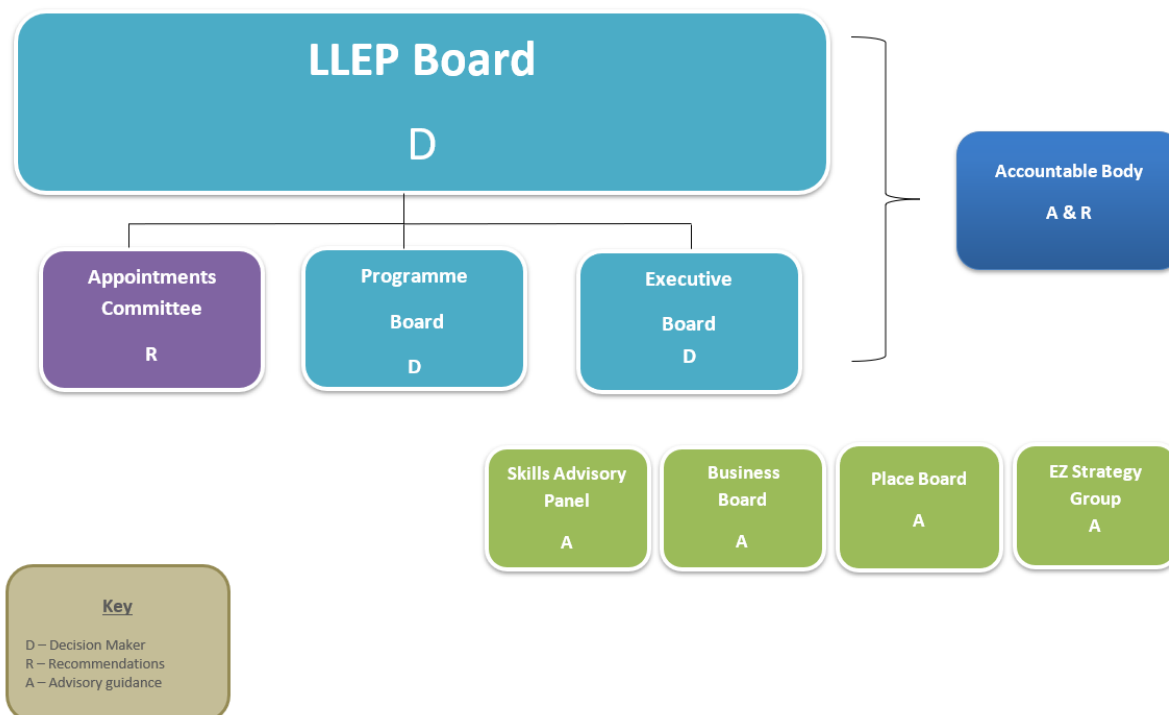 LLEP Board
D
Accountable Body
A & R
Appointments
Committee
R
Programme
Board
D
Executive
Board
D
Skills Advisory
Panel
A
Business
Board
A
Place Board
A
EZ Strategy
Group
A
Key
D – Decision Maker
R – Recommendations
A – Advisory guidance